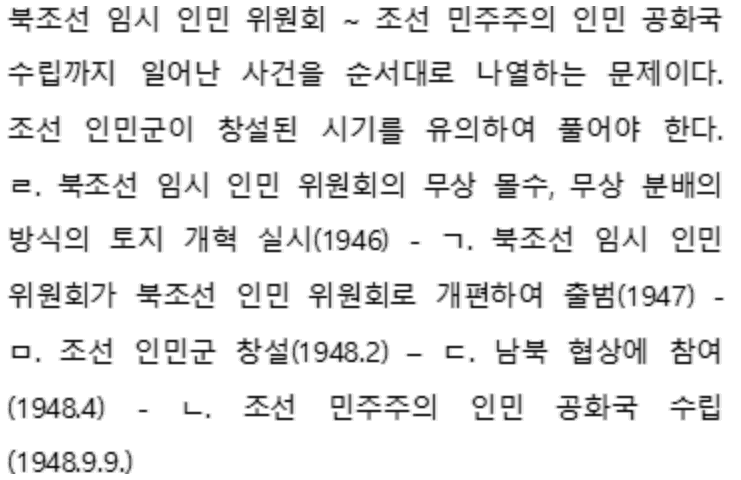 북조선 임시 인민 위원회 ~ 조선 민주주의 인민 공화국
수립까지 일어난 사건을 순서대로 나열하는 문제이다.
조선 인민군이 창설된 시기를 유의하여 풀어야 한다.
ㄹ. 북조선 임시 인민 위원회의 무상 몰수, 무상 분배의
방식의 토지 개혁 실시(1946) - ㄱ. 북조선 임시 인민
위원회가 북조선 인민 위원회로 개편하여 출범(1947) -
ㅁ. 조선 인민군 창설(1948.2) – ㄷ. 남북 협상에 참여
(1948.4) - ㄴ. 조선 민주주의 인민 공화국 수립
(1948.9.9.)